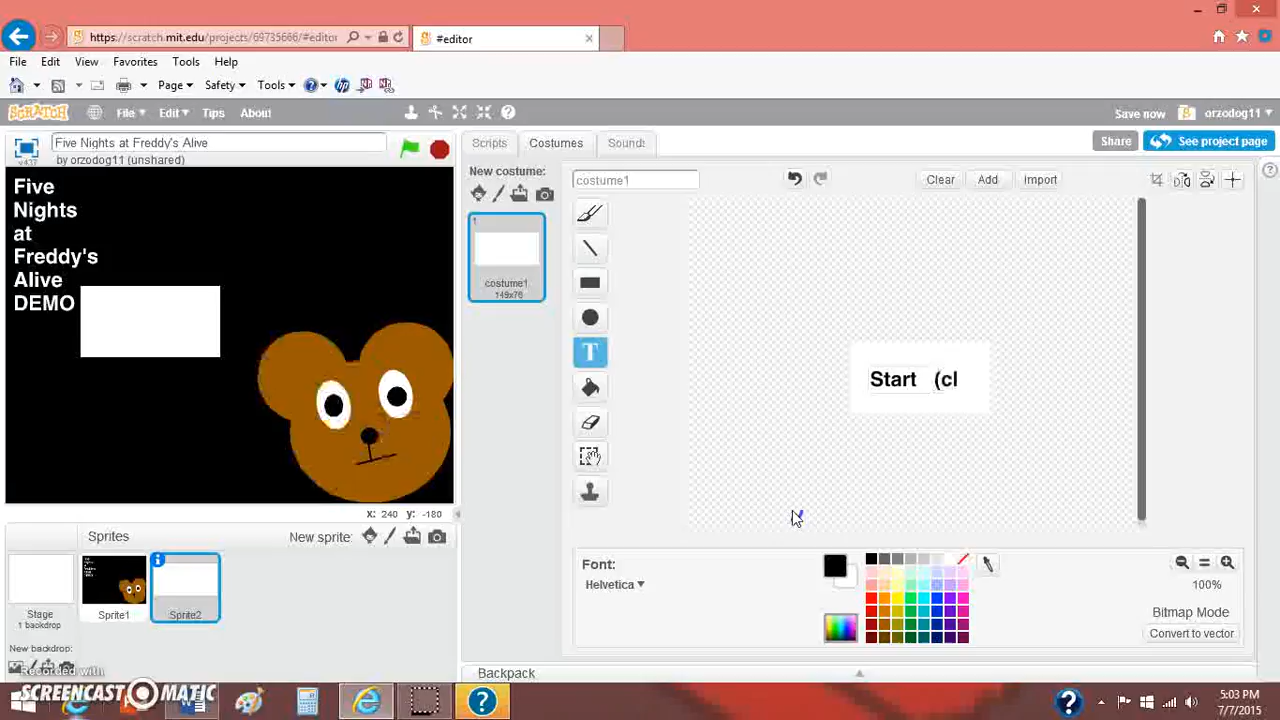 https://scratch.mit.edu/projects/69735666/#editor
#editor
File Edit View Favorites Tools Help
Page Safety Tools
SCRATCH File Edit Tips About Save now orzodog11
Five Nights at Freddy's Alive
by orzodog11 (unshared)
v437
Scripts Costumes Sounds Share See project page
New costume: costume1 Clear Add Import
Five
Nights
at
Freddy's
Alive
DEMO
1
costume1
149x76
T
Start (cl
x: 240 y: -180
Sprites New sprite:
Stage
1 backdrop
Sprite1
Sprite2
New backdrop:
Font:
Helvetica
100%
Bitmap Mode
Convert to vector
Backpack
Recorded with
SCREENCAST-O-MATIC
5:03 PM
7/7/2015